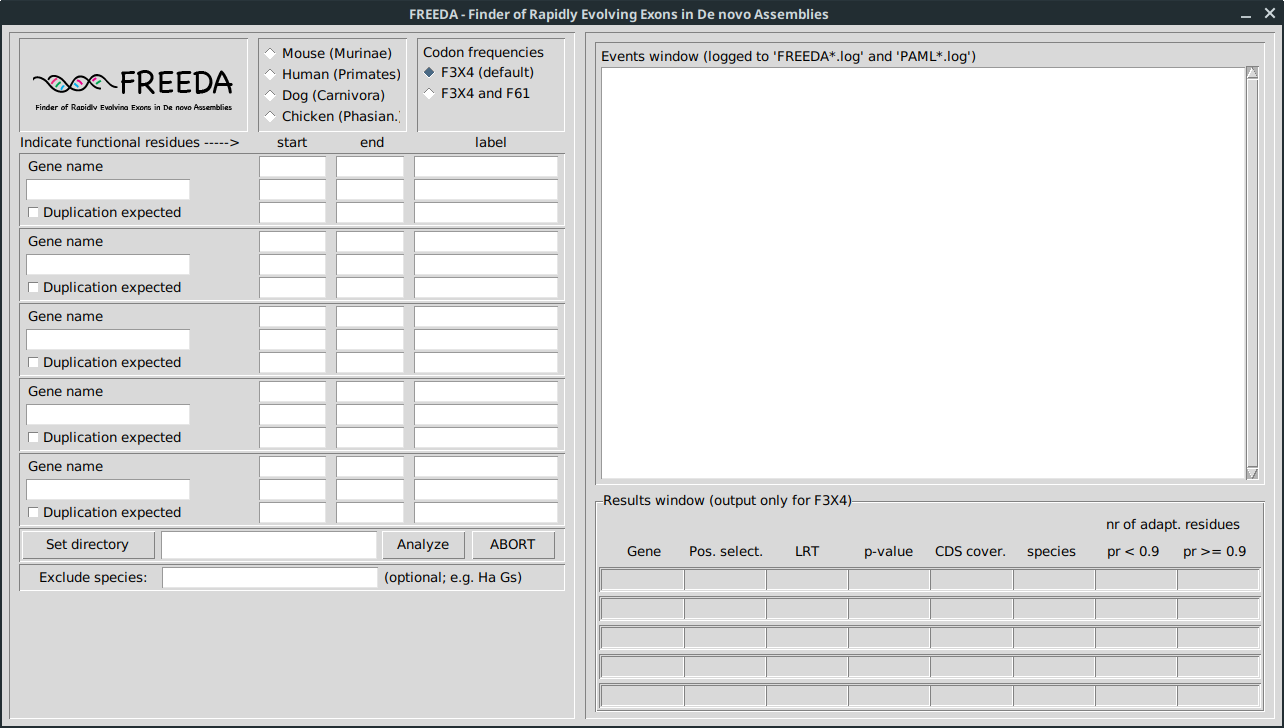 FREEDA - Finder of Rapidly Evolving Exons in De novo Assemblies
FREEDA
Finder of Rapidly Evolving Exons in De novo Assemblies
Mouse (Murinae)
Human (Primates)
Dog (Carnivora)
Chicken (Phasian.
Codon frequencies
F3X4 (default)
F3X4 and F61
Indicate functional residues -----> start end label
Gene name
Duplication expected
Gene name
Duplication expected
Gene name
Duplication expected
Gene name
Duplication expected
Gene name
Duplication expected
Set directory Analyze ABORT
Exclude species: (optional; e.g. Ha Gs)
Events window (logged to 'FREEDA*.log' and 'PAML*.log')
Results window (output only for F3X4)
nr of adapt. residues
Gene Pos. select. LRT p-value CDS cover. species pr < 0.9 pr >= 0.9